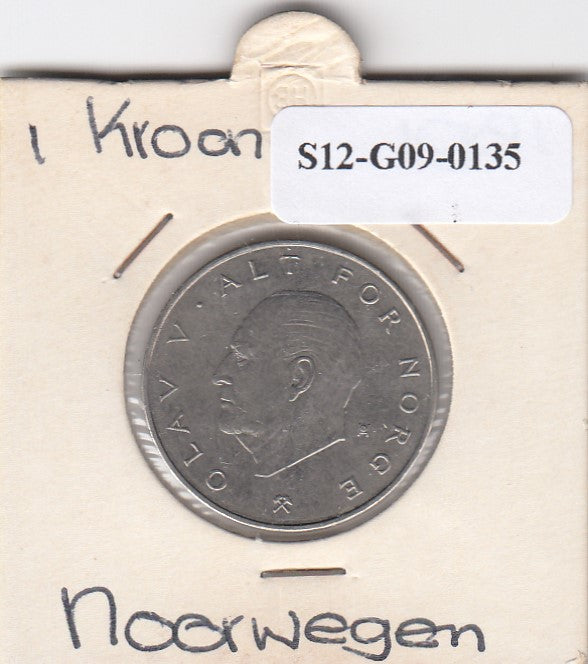 1 Kroon
S12-G09-0135
OLAV V · ALT FOR NORGE
Noorwegen